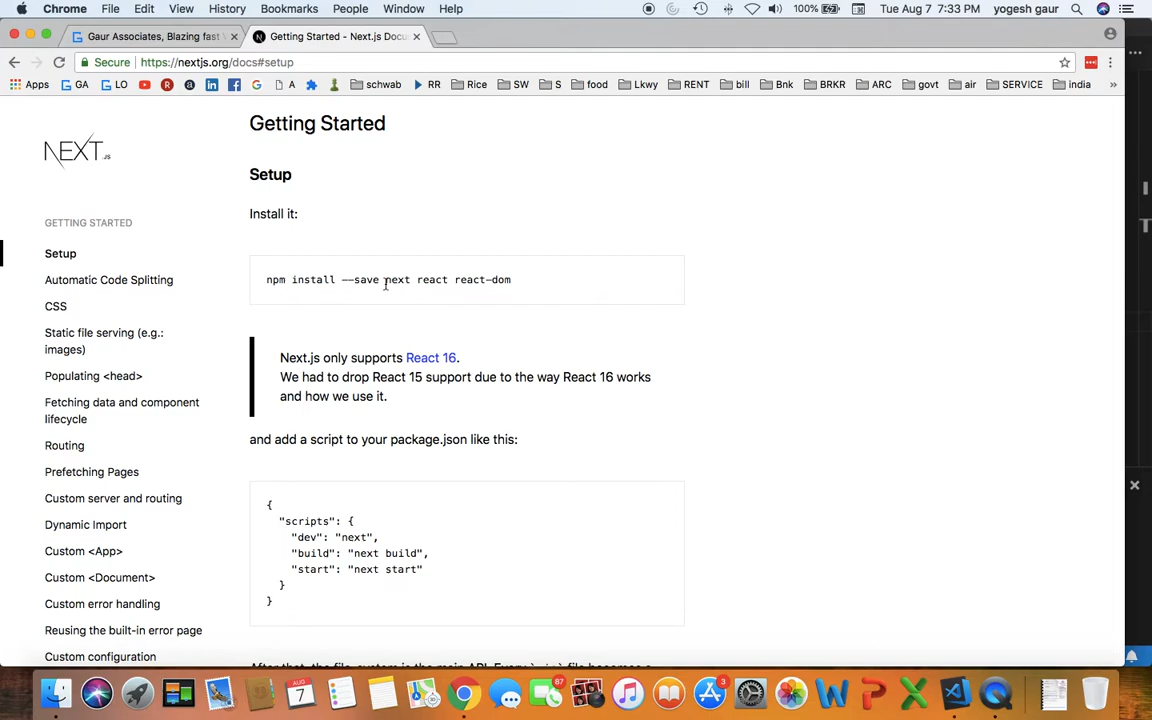 Chrome File Edit View History Bookmarks People Window Help 100% Tue Aug 7 7:33 PM yogesh gaur
Gaur Associates, Blazing fast
Getting Started - Next.js Docu
Secure https://nextjs.org/docs#setup
Apps GA LO A schwab RR Rice SW S food Lkwy RENT bill Bnk BRKR ARC govt air SERVICE india »
NEXT.JS
GETTING STARTED
Setup
Automatic Code Splitting
CSS
Static file serving (e.g.:
images)
Populating <head>
Fetching data and component
lifecycle
Routing
Prefetching Pages
Custom server and routing
Dynamic Import
Custom <App>
Custom <Document>
Custom error handling
Reusing the built-in error page
Custom configuration
Getting Started
Setup
Install it:
npm install --save next react react-dom
Next.js only supports React 16.
We had to drop React 15 support due to the way React 16 works
and how we use it.
and add a script to your package.json like this:
{
"scripts": {
"dev": "next",
"build": "next build",
"start": "next start"
}
}
AUG
7
87
3